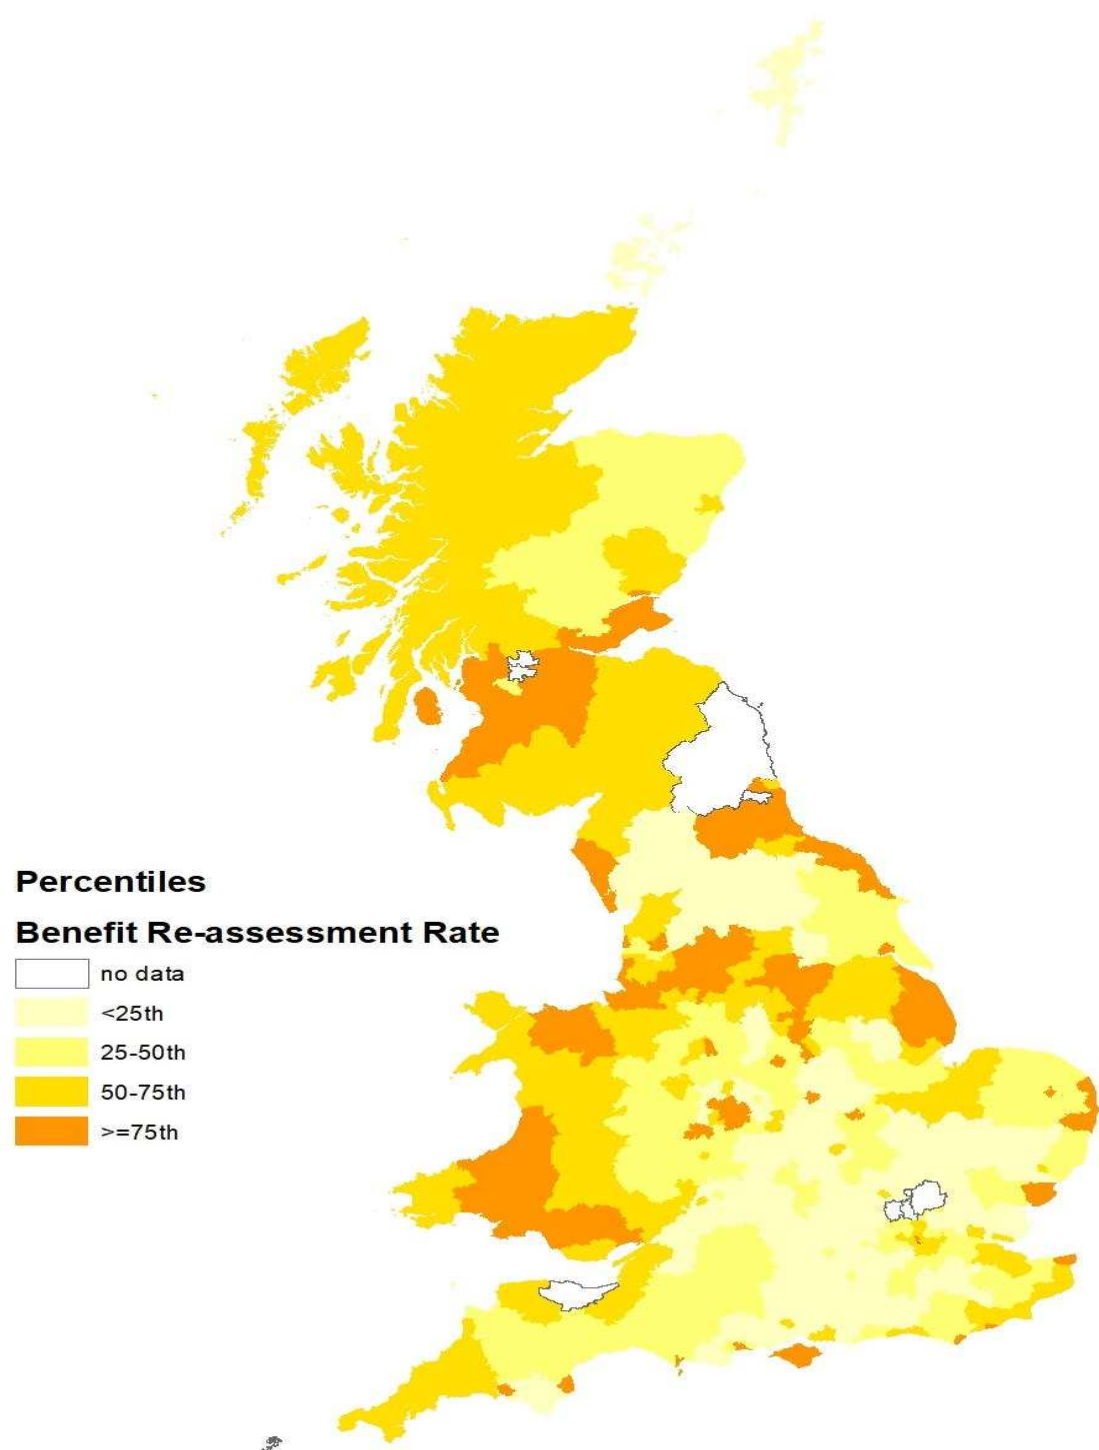 Percentiles
Benefit Re-assessment Rate
no data
<25th
25-50th
50-75th
>=75th